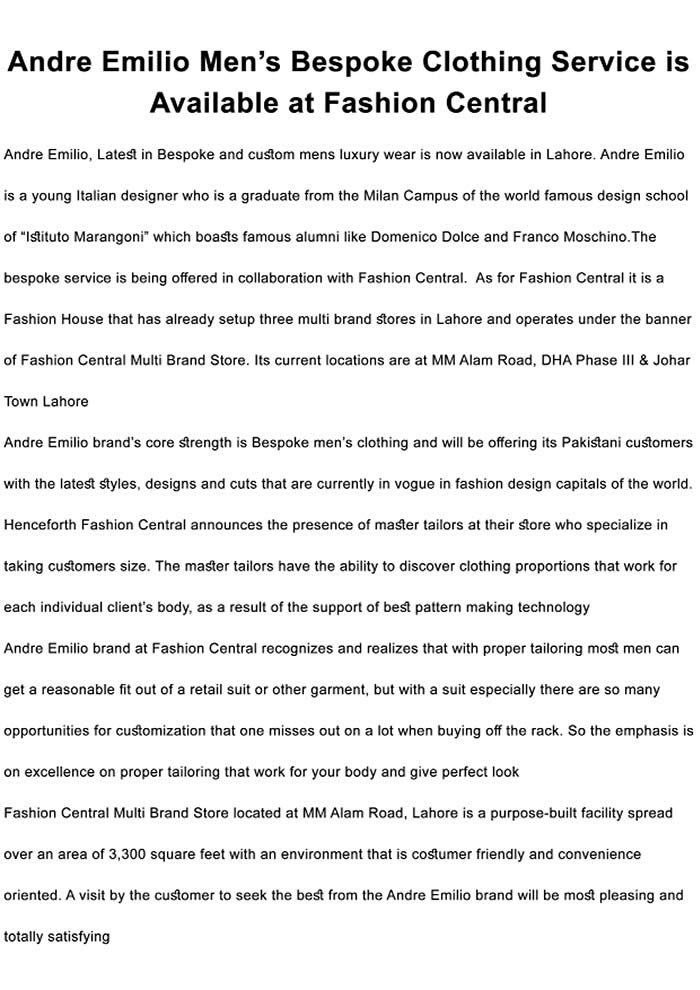 Andre Emilio Men's Bespoke Clothing Service is
Available at Fashion Central
Andre Emilio, Latest in Bespoke and custom mens luxury wear is now available in Lahore. Andre Emilio
is a young Italian designer who is a graduate from the Milan Campus of the world famous design school
of “Istituto Marangoni” which boasts famous alumni like Domenico Dolce and Franco Moschino.The
bespoke service is being offered in collaboration with Fashion Central.  As for Fashion Central it is a
Fashion House that has already setup three multi brand stores in Lahore and operates under the banner
of Fashion Central Multi Brand Store. Its current locations are at MM Alam Road, DHA Phase III & Johar
Town Lahore
Andre Emilio brand's core strength is Bespoke men's clothing and will be offering its Pakistani customers
with the latest styles, designs and cuts that are currently in vogue in fashion design capitals of the world.
Henceforth Fashion Central announces the presence of master tailors at their store who specialize in
taking customers size. The master tailors have the ability to discover clothing proportions that work for
each individual client's body, as a result of the support of best pattern making technology
Andre Emilio brand at Fashion Central recognizes and realizes that with proper tailoring most men can
get a reasonable fit out of a retail suit or other garment, but with a suit especially there are so many
opportunities for customization that one misses out on a lot when buying off the rack. So the emphasis is
on excellence on proper tailoring that work for your body and give perfect look
Fashion Central Multi Brand Store located at MM Alam Road, Lahore is a purpose-built facility spread
over an area of 3,300 square feet with an environment that is costumer friendly and convenience
oriented. A visit by the customer to seek the best from the Andre Emilio brand will be most pleasing and
totally satisfying